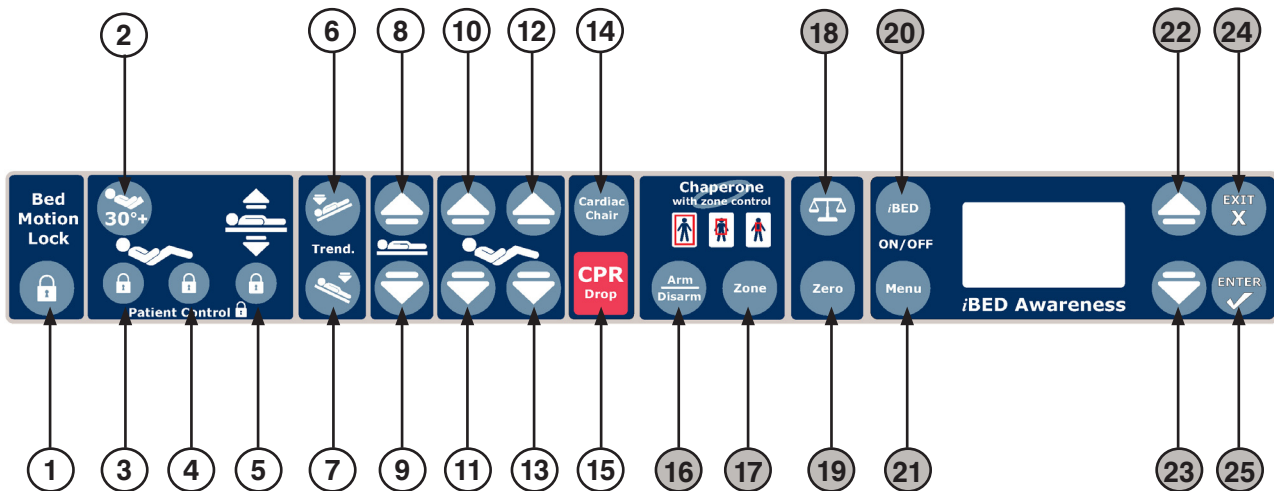 2 6 8 10 12 14 18 20 22 24
Bed
Motion
Lock
30°+
Patient Control
Trend.
Cardiac
Chair
CPR
Drop
Chaperone
with zone control
Arm
Disarm
Zone
Zero
iBED
ON/OFF
Menu
iBED Awareness
EXIT
X
ENTER
1 3 4 5 7 9 11 13 15 16 17 19 21 23 25